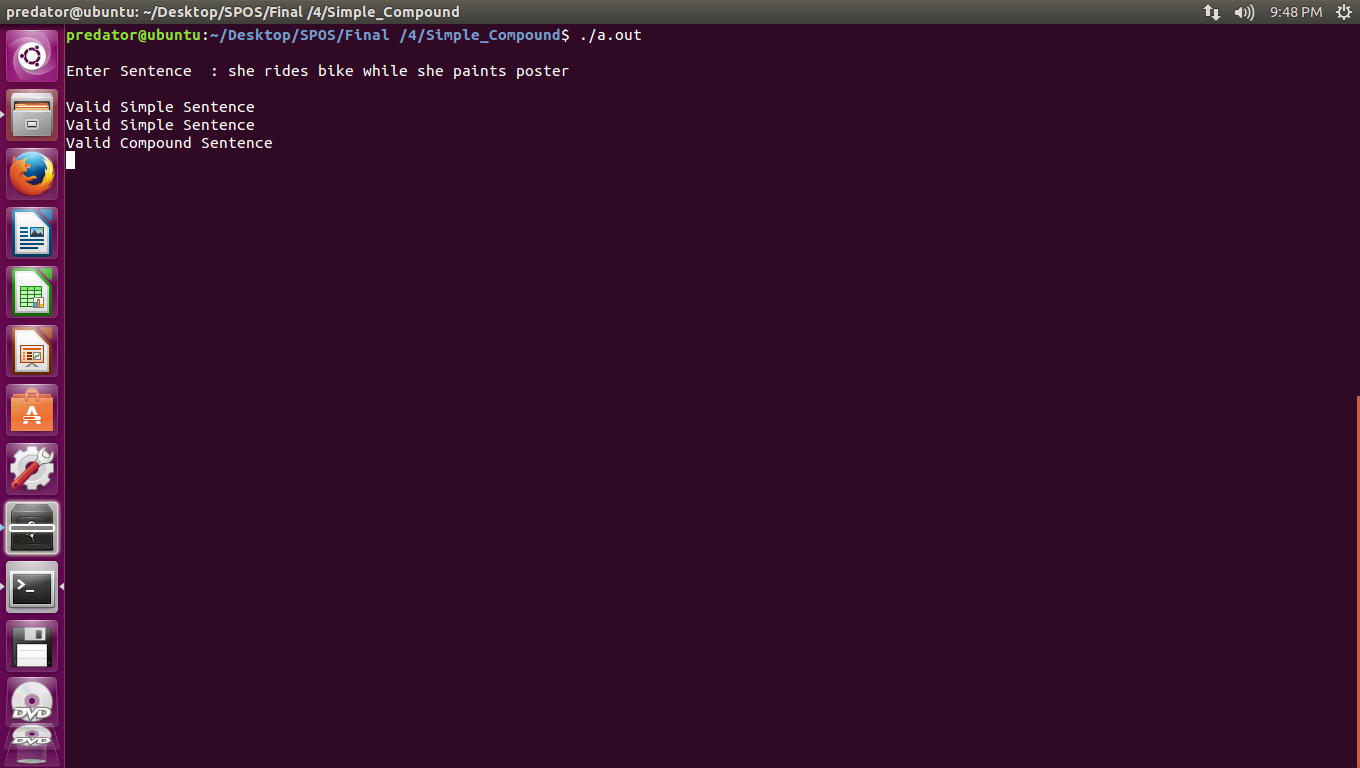 predator@ubuntu: ~/Desktop/SPOS/Final /4/Simple_Compound
9:48 PM
predator@ubuntu:~/Desktop/SPOS/Final /4/Simple_Compound$ ./a.out
Enter Sentence  : she rides bike while she paints poster
Valid Simple Sentence
Valid Simple Sentence
Valid Compound Sentence
A
>_
DVD
DVD